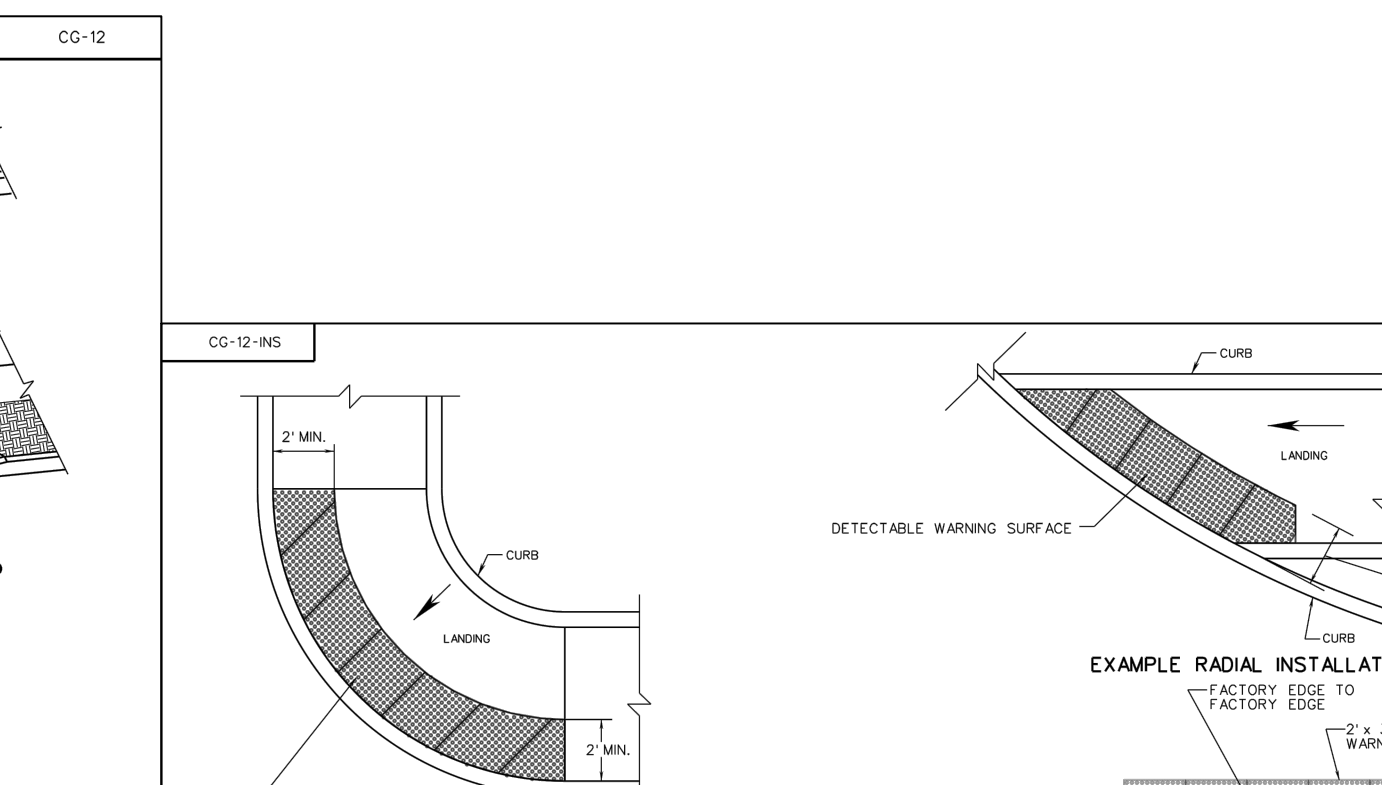 CG-12
CG-12-INS
CURB
2' MIN.
LANDING
DETECTABLE WARNING SURFACE
CURB
LANDING
CURB
EXAMPLE RADIAL
FACTORY EDGE TO
FACTORY EDGE
2' x
2' MIN.